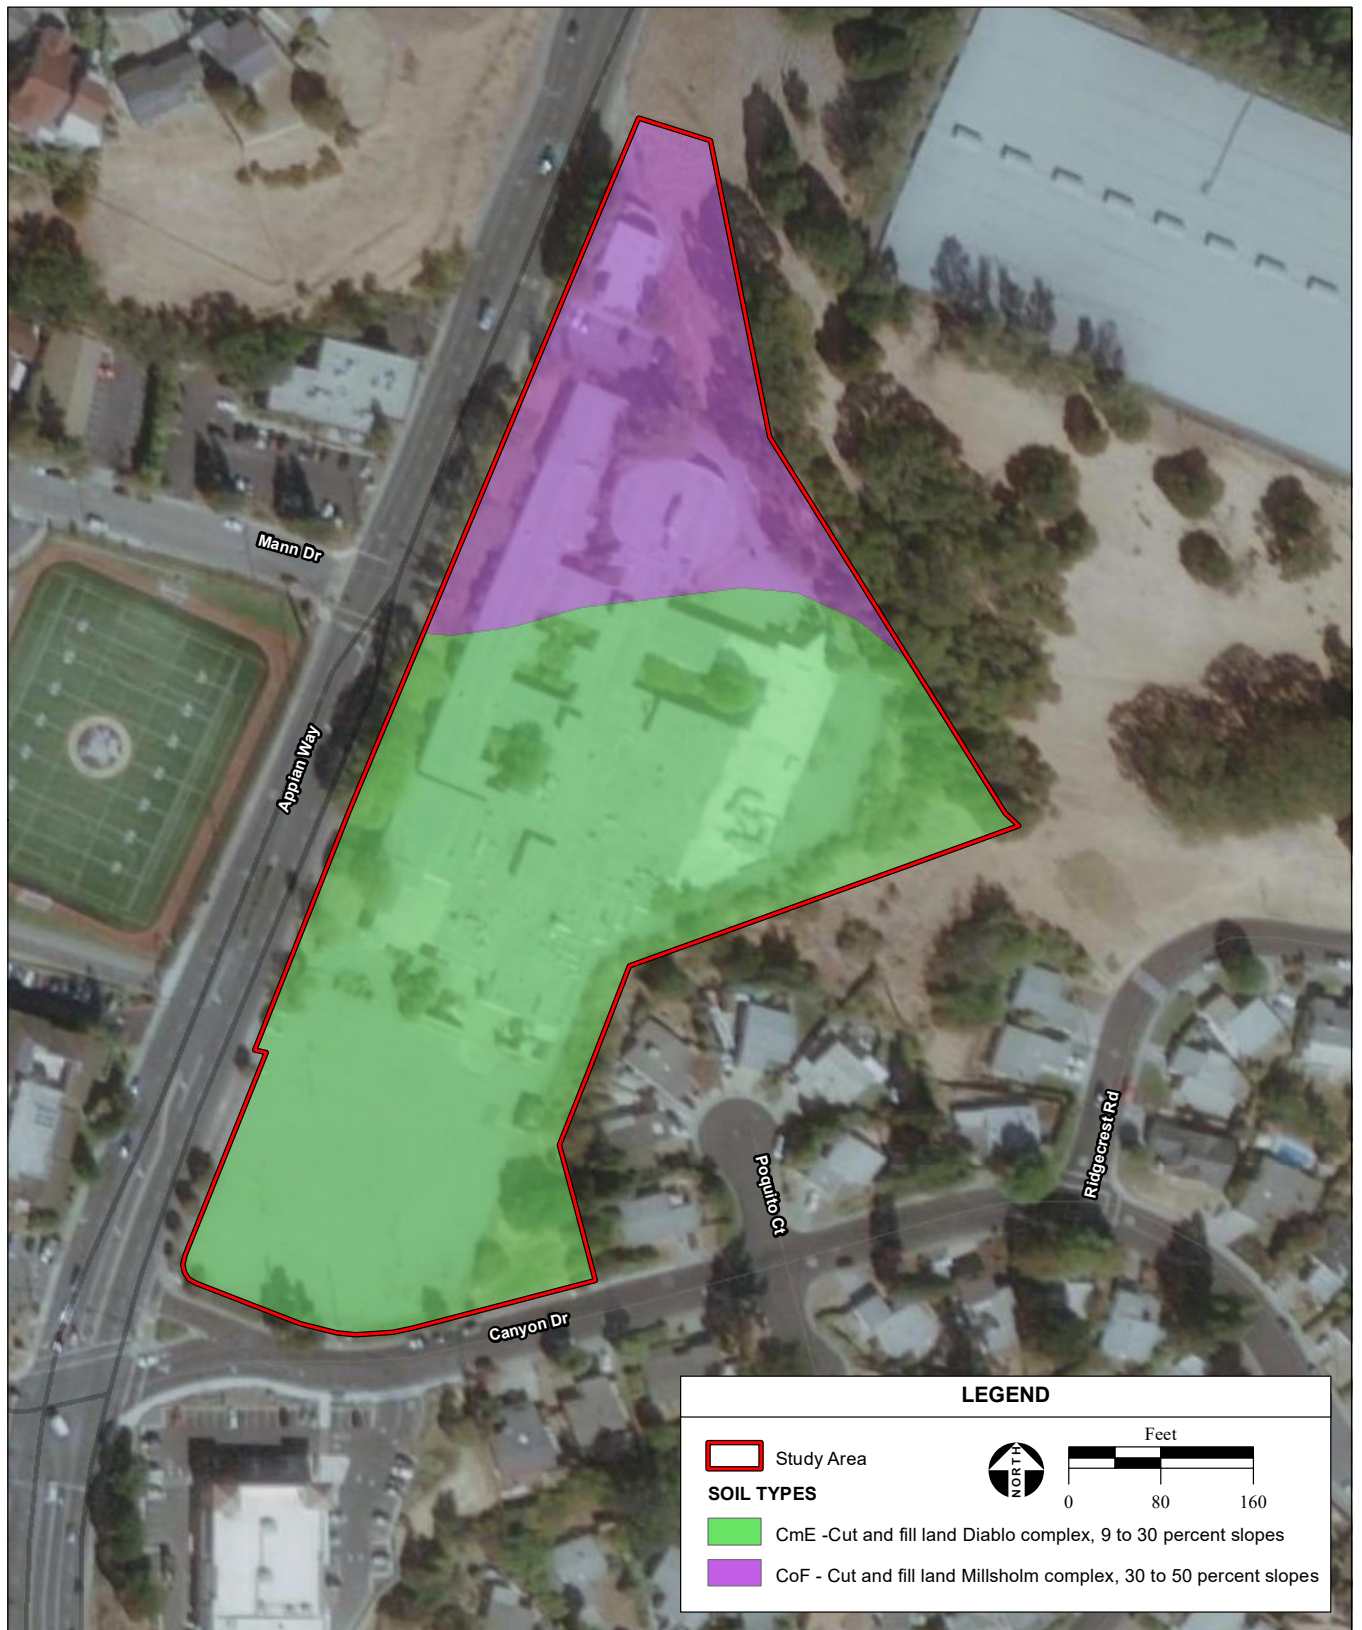 Mann Dr
Appian Way
Ridgecrest Rd
Poquito Ct
Canyon Dr
LEGEND
Study Area
NORTH
Feet
0 80 160
SOIL TYPES
CmE -Cut and fill land Diablo complex, 9 to 30 percent slopes
CoF - Cut and fill land Millsholm complex, 30 to 50 percent slopes